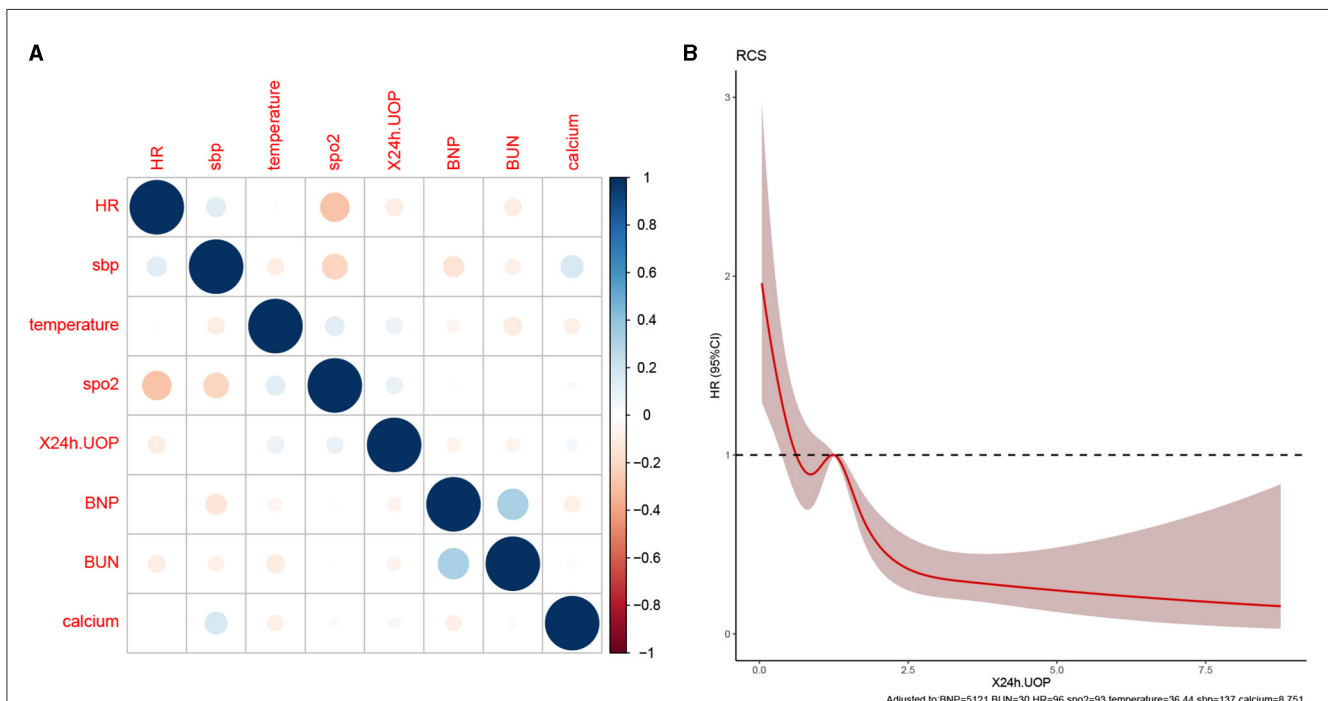 A
HR
sbp
temperature
spo2
X24h.UOP
BNP
BUN
calcium
HR
sbp
temperature
spo2
X24h.UOP
BNP
BUN
calcium
1
0.8
0.6
0.4
0.2
0
−0.2
−0.4
−0.6
−0.8
−1
B
RCS
HR (95%CI)
3
2
1
0
0.0 2.5 5.0 7.5
X24h.UOP
Adjusted to:BNP=5121 BUN=30 HR=96 spo2=93 temperature=36.44 sbp=137 calcium=8.751